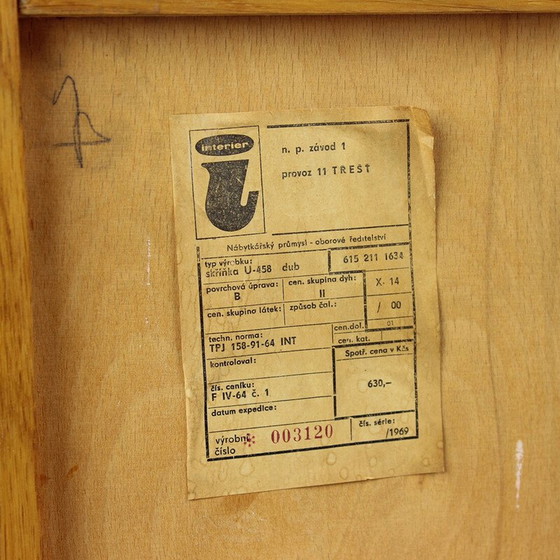 interier
n. p. závod 1
provoz 11 TREŠŤ
Nábytkářský průmysl - oborové ředitelství
typ výrobku:
skříňka U-458 dub
615 211 1634
povrchová úprava:
B
cen. skupina dýh:
II
X. 14
cen. skupina látek:
způsob čal.:
/ 00
techn. norma:
TPJ 158-91-64 INT
cen.dol. 01
cen. kat.
kontroloval:
Spotř. cena v Kčs
630,–
čís. ceníku:
F IV-64 č. 1
datum expedice:
výrobní
číslo
003120
čís. série:
/1969